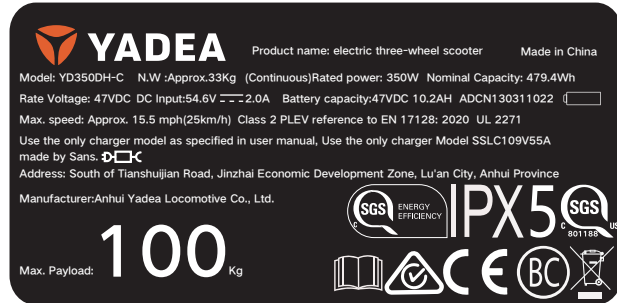 YADEA
Product name: electric three-wheel scooter Made in China
Model: YD350DH-C N.W :Approx.33Kg (Continuous)Rated power: 350W Nominal Capacity: 479.4Wh
Rate Voltage: 47VDC DC Input:54.6V 2.0A Battery capacity:47VDC 10.2AH ADCN130311022
Max. speed: Approx. 15.5 mph(25km/h) Class 2 PLEV reference to EN 17128: 2020 UL 2271
Use the only charger model as specified in user manual, Use the only charger Model SSLC109V55A
made by Sans.
Address: South of Tianshuijian Road, Jinzhai Economic Development Zone, Lu'an City, Anhui Province
Manufacturer:Anhui Yadea Locomotive Co., Ltd.
SGS C ENERGY EFFICIENCY
IPX5
SGS C US 801188
Max. Payload: 100 Kg
CE
BC